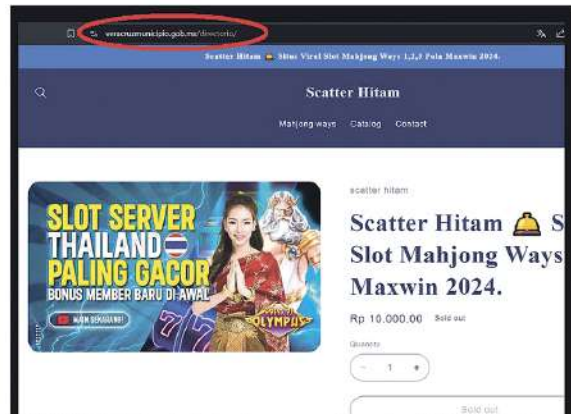 veracruzmunicipio.gob.mx/directorio/
Scatter Hitam 🛎️ Situs Viral Slot Mahjong Ways 1,2,3 Pola Maxwin 2024.
Scatter Hitam
Mahjong ways Catalog Contact
SLOT SERVER
THAILAND
PALING GACOR
BONUS MEMBER BARU DI AWAL
MAIN SEKARANG!
OLYMPUS
scatter hitam
Scatter Hitam 🛎️ S
Slot Mahjong Ways
Maxwin 2024.
Rp 10.000,00 Sold out
Quantity
- 1 +
Sold out